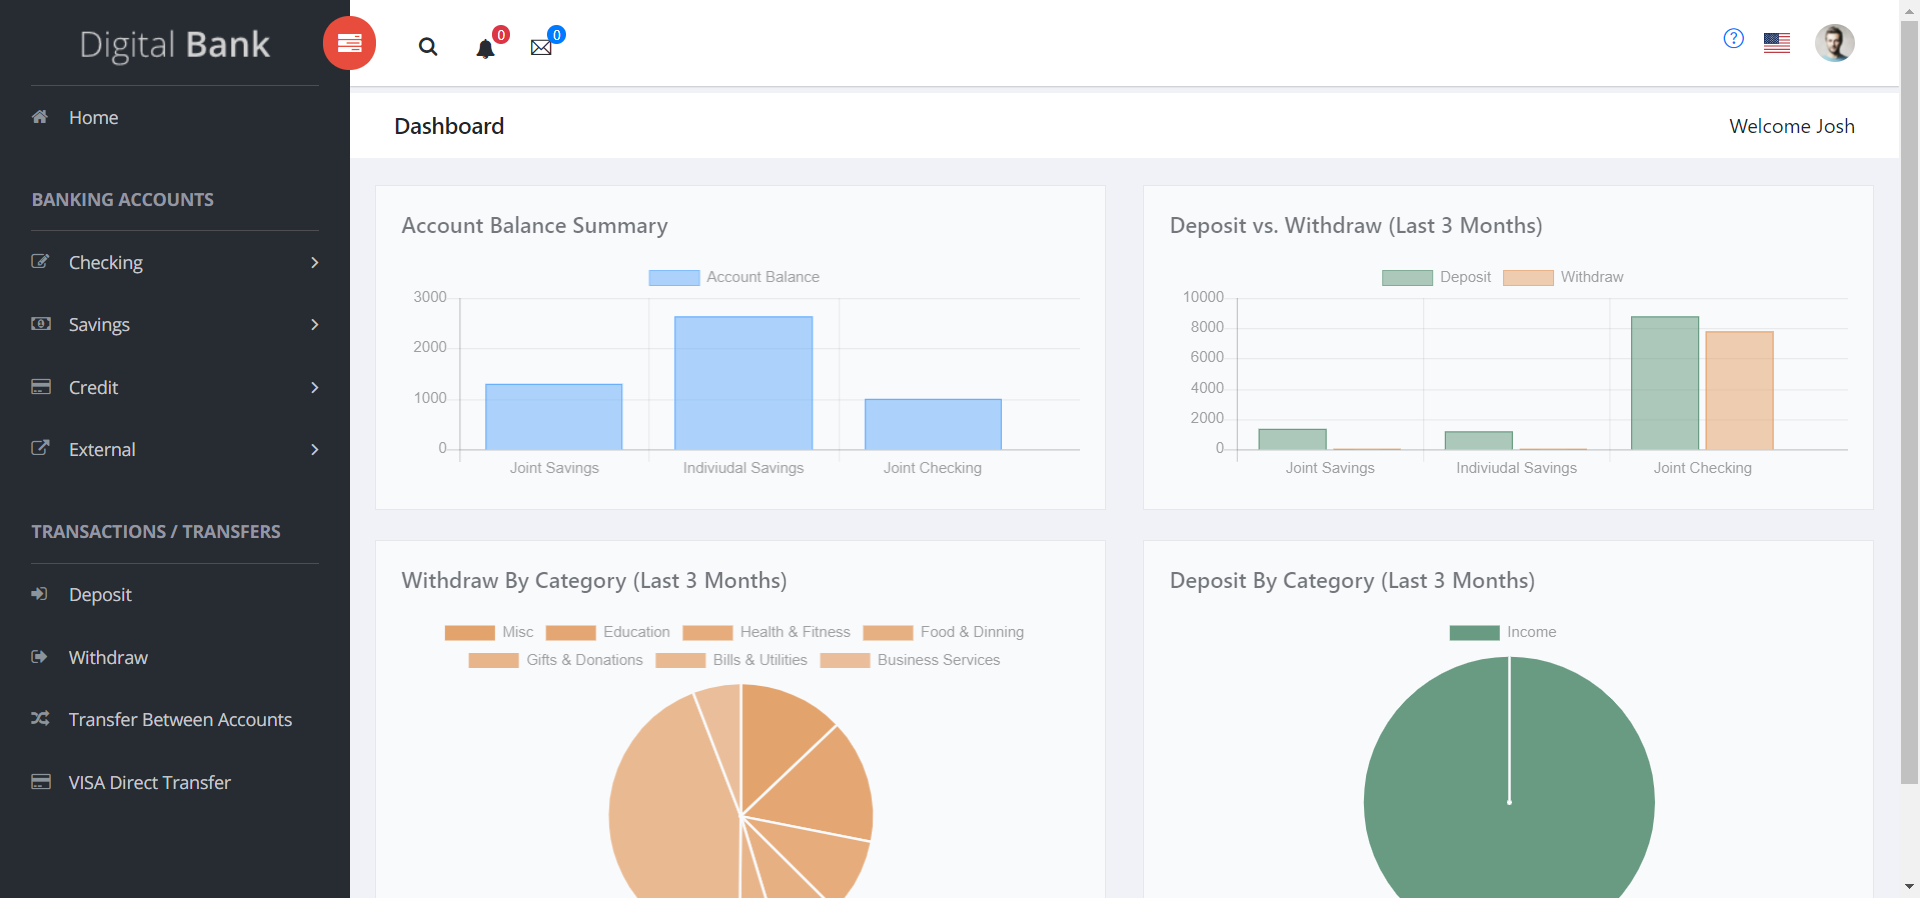 Digital Bank
0
0
Home
Dashboard
Welcome Josh
BANKING ACCOUNTS
Checking
Savings
Credit
External
TRANSACTIONS / TRANSFERS
Deposit
Withdraw
Transfer Between Accounts
VISA Direct Transfer
Account Balance Summary
Account Balance
3000
2000
1000
0
Joint Savings
Indiviudal Savings
Joint Checking
Deposit vs. Withdraw (Last 3 Months)
Deposit
Withdraw
10000
8000
6000
4000
2000
0
Joint Savings
Indiviudal Savings
Joint Checking
Withdraw By Category (Last 3 Months)
Misc
Education
Health & Fitness
Food & Dinning
Gifts & Donations
Bills & Utilities
Business Services
Deposit By Category (Last 3 Months)
Income